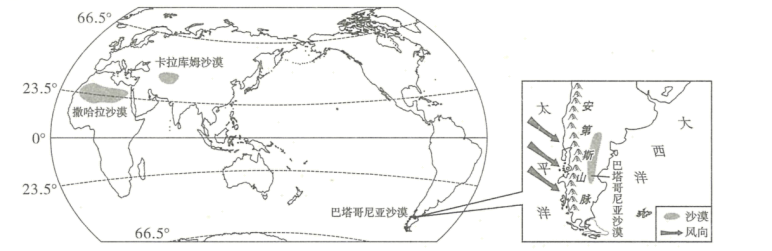 66.5°
卡拉库姆沙漠
23.5°
撒哈拉沙漠
0°
23.5°
巴塔哥尼亚沙漠
66.5°
太平洋
安第斯山脉
大西洋
巴塔哥尼亚沙漠
沙漠
风向